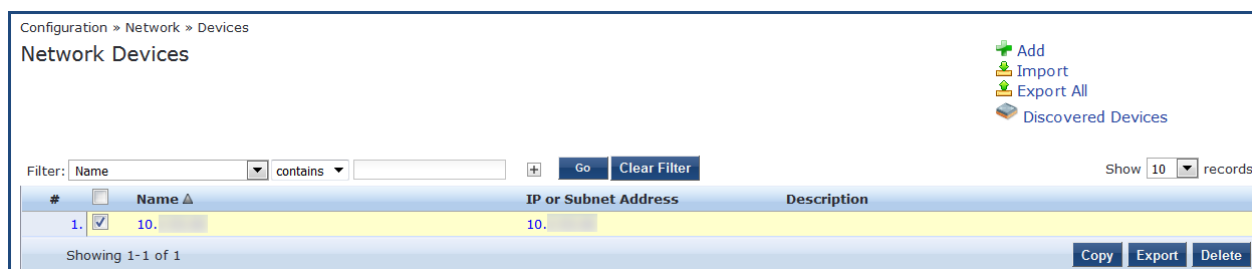 Configuration » Network » Devices
Network Devices
Add
Import
Export All
Discovered Devices
Filter: Name contains + Go Clear Filter Show 10 records
# Name IP or Subnet Address Description
1. 10. 10.
Showing 1-1 of 1 Copy Export Delete